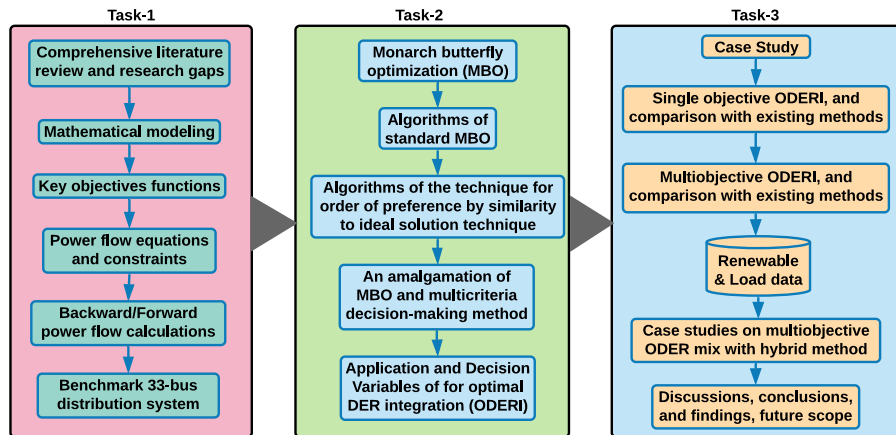 Task-1
Comprehensive literature
review and research gaps
Mathematical modeling
Key objectives functions
Power flow equations
and constraints
Backward/Forward
power flow calculations
Benchmark 33-bus
distribution system
Task-2
Monarch butterfly
optimization (MBO)
Algorithms of
standard MBO
Algorithms of the technique for
order of preference by similarity
to ideal solution technique
An amalgamation of
MBO and multicriteria
decision-making method
Application and Decision
Variables of for optimal
DER integration (ODERI)
Task-3
Case Study
Single objective ODERI, and
comparison with existing methods
Multiobjective ODERI, and
comparison with existing methods
Renewable
& Load data
Case studies on multiobjective
ODER mix with hybrid method
Discussions, conclusions,
and findings, future scope